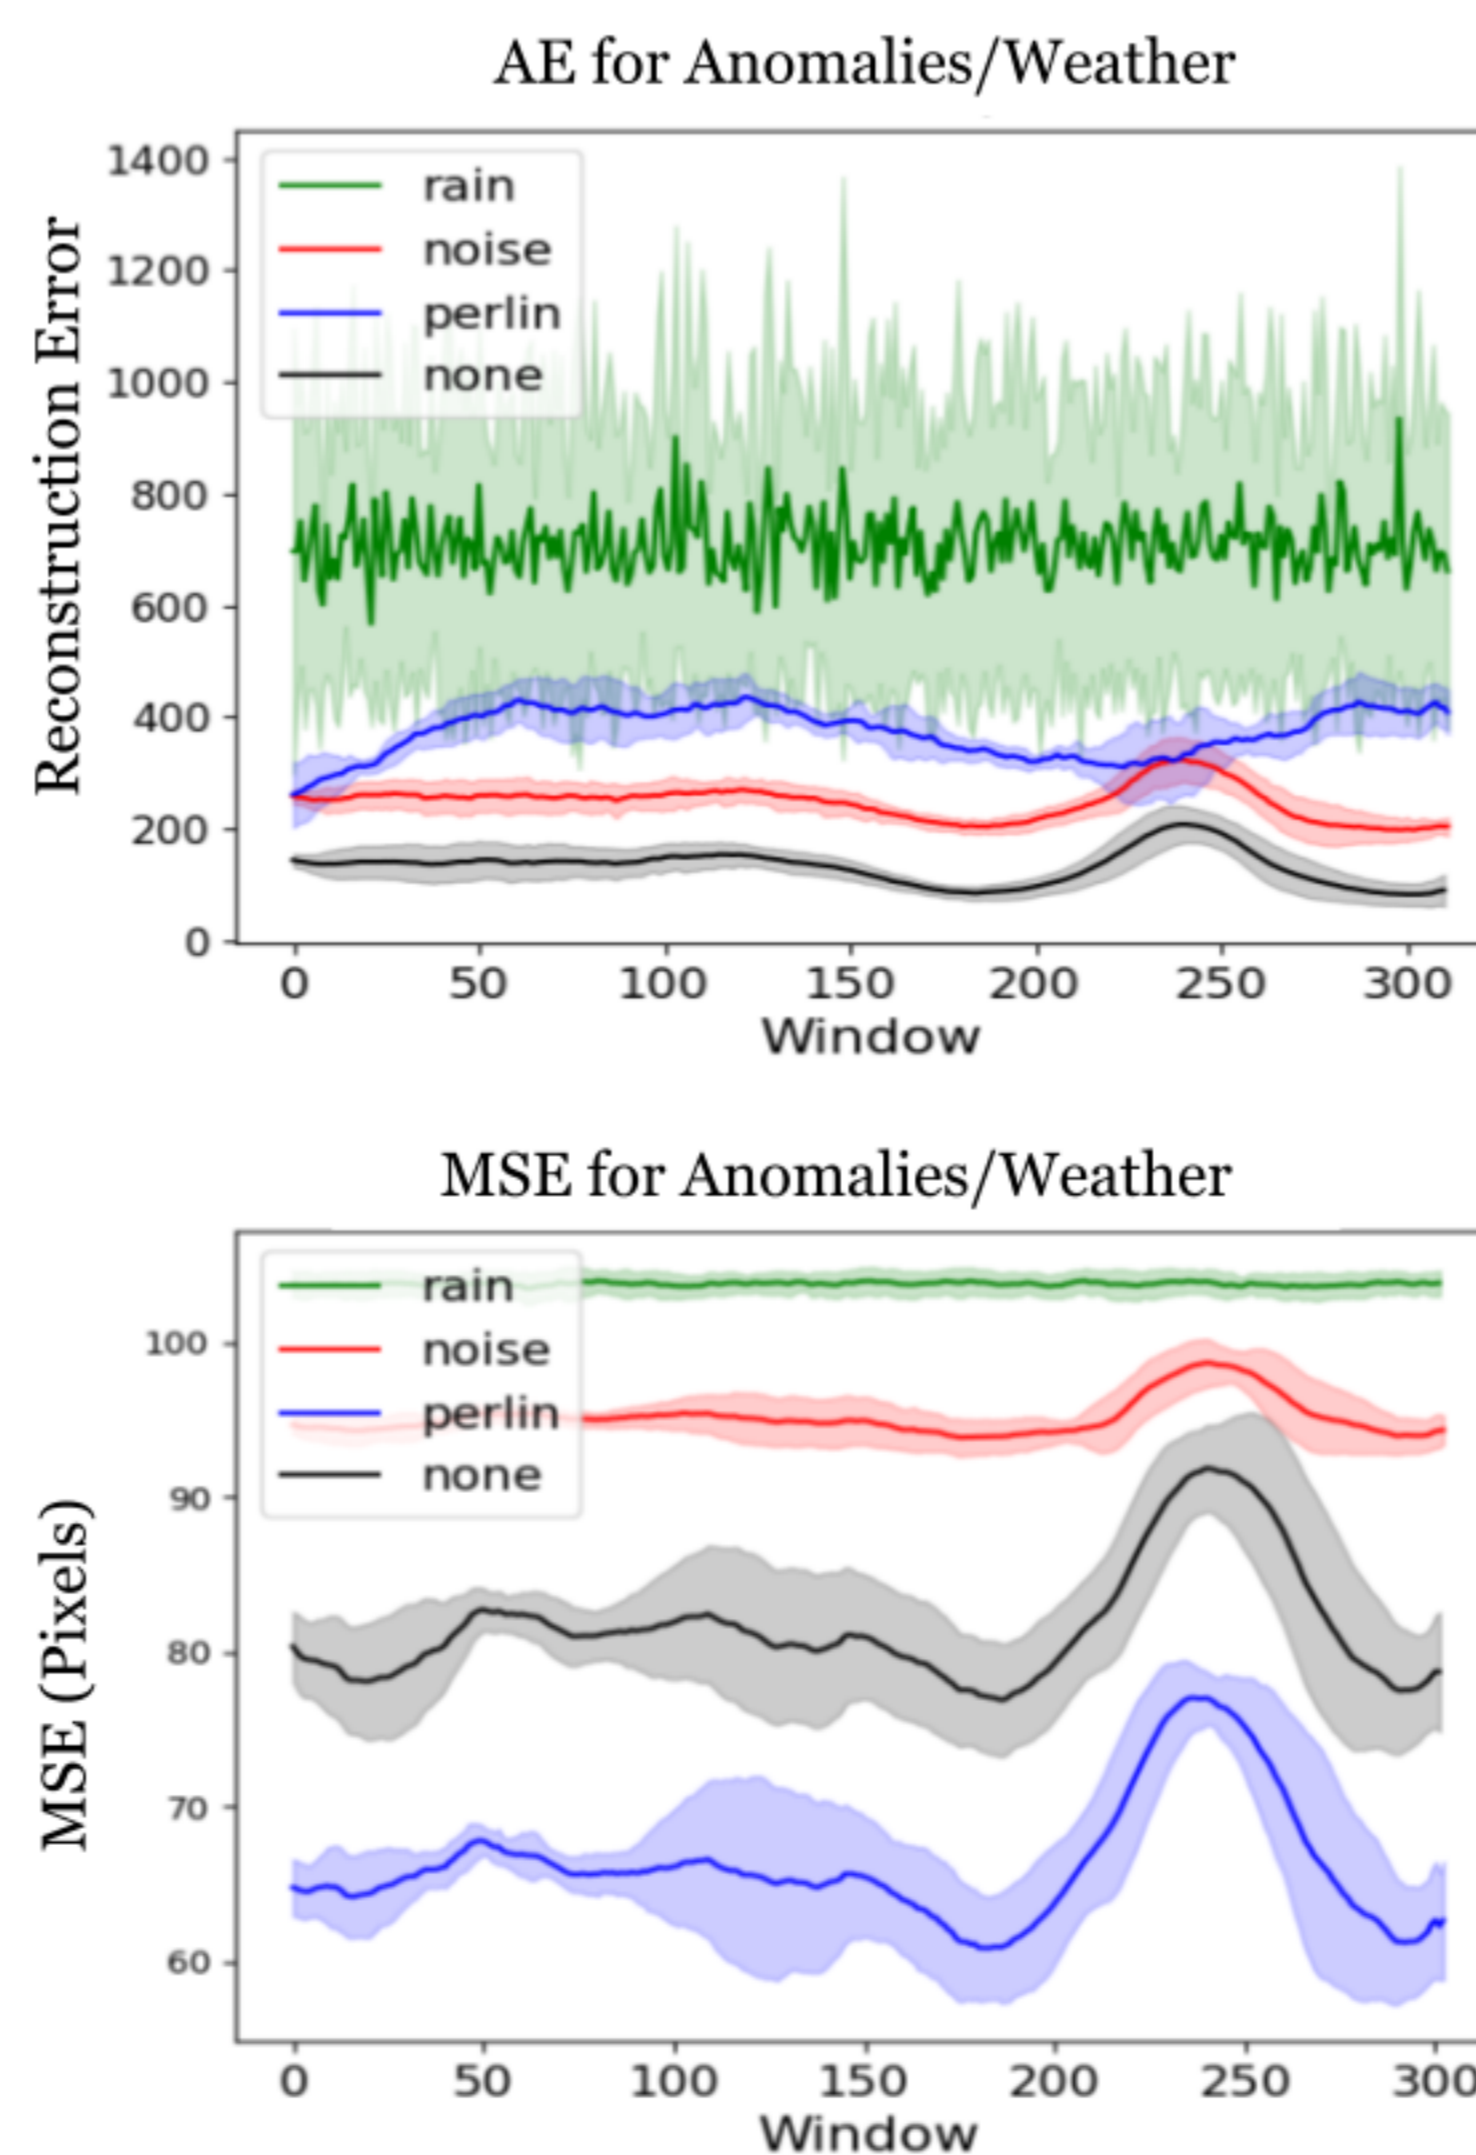 AE for Anomalies/Weather
1400
1200
1000
800
600
400
200
0
Reconstruction Error
rain
noise
perlin
none
0 50 100 150 200 250 300
Window
MSE for Anomalies/Weather
100
90
80
70
60
MSE (Pixels)
rain
noise
perlin
none
0 50 100 150 200 250 300
Window